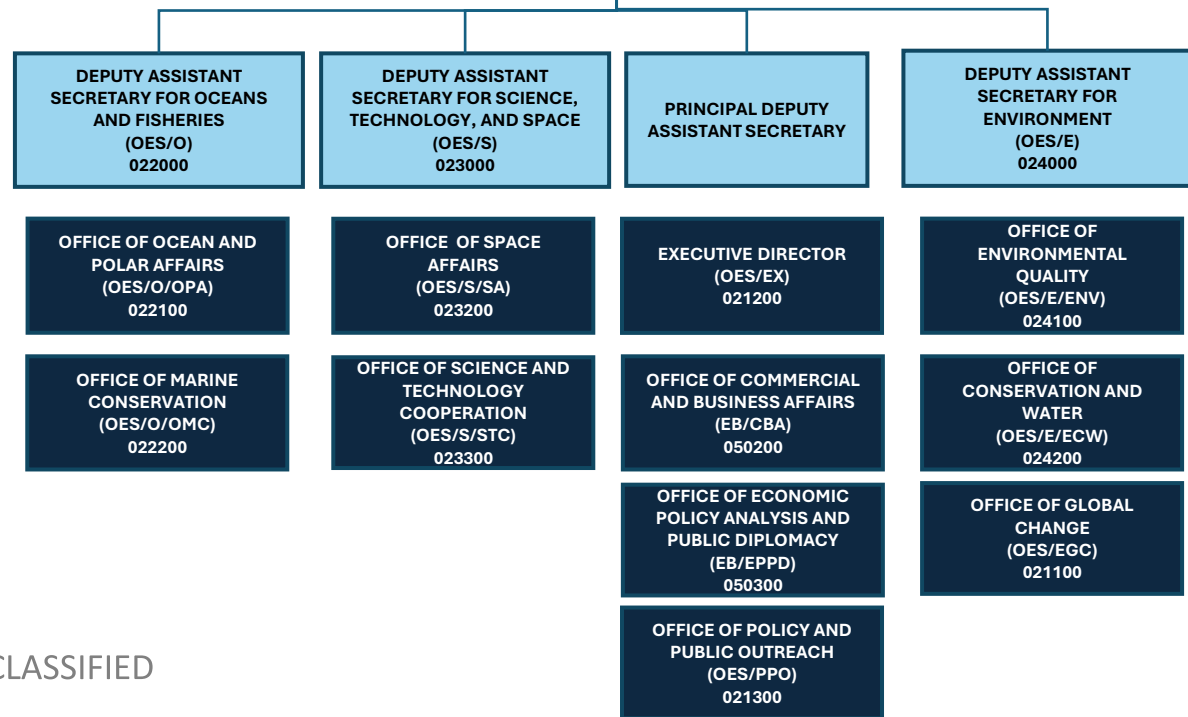 DEPUTY ASSISTANT
SECRETARY FOR OCEANS
AND FISHERIES
(OES/O)
022000
DEPUTY ASSISTANT
SECRETARY FOR SCIENCE,
TECHNOLOGY, AND SPACE
(OES/S)
023000
PRINCIPAL DEPUTY
ASSISTANT SECRETARY
DEPUTY ASSISTANT
SECRETARY FOR
ENVIRONMENT
(OES/E)
024000
OFFICE OF OCEAN AND
POLAR AFFAIRS
(OES/O/OPA)
022100
OFFICE OF SPACE
AFFAIRS
(OES/S/SA)
023200
EXECUTIVE DIRECTOR
(OES/EX)
021200
OFFICE OF
ENVIRONMENTAL
QUALITY
(OES/E/ENV)
024100
OFFICE OF MARINE
CONSERVATION
(OES/O/OMC)
022200
OFFICE OF SCIENCE AND
TECHNOLOGY
COOPERATION
(OES/S/STC)
023300
OFFICE OF COMMERCIAL
AND BUSINESS AFFAIRS
(EB/CBA)
050200
OFFICE OF
CONSERVATION AND
WATER
(OES/E/ECW)
024200
OFFICE OF ECONOMIC
POLICY ANALYSIS AND
PUBLIC DIPLOMACY
(EB/EPPD)
050300
OFFICE OF GLOBAL
CHANGE
(OES/EGC)
021100
OFFICE OF POLICY AND
PUBLIC OUTREACH
(OES/PPO)
021300
CLASSIFIED